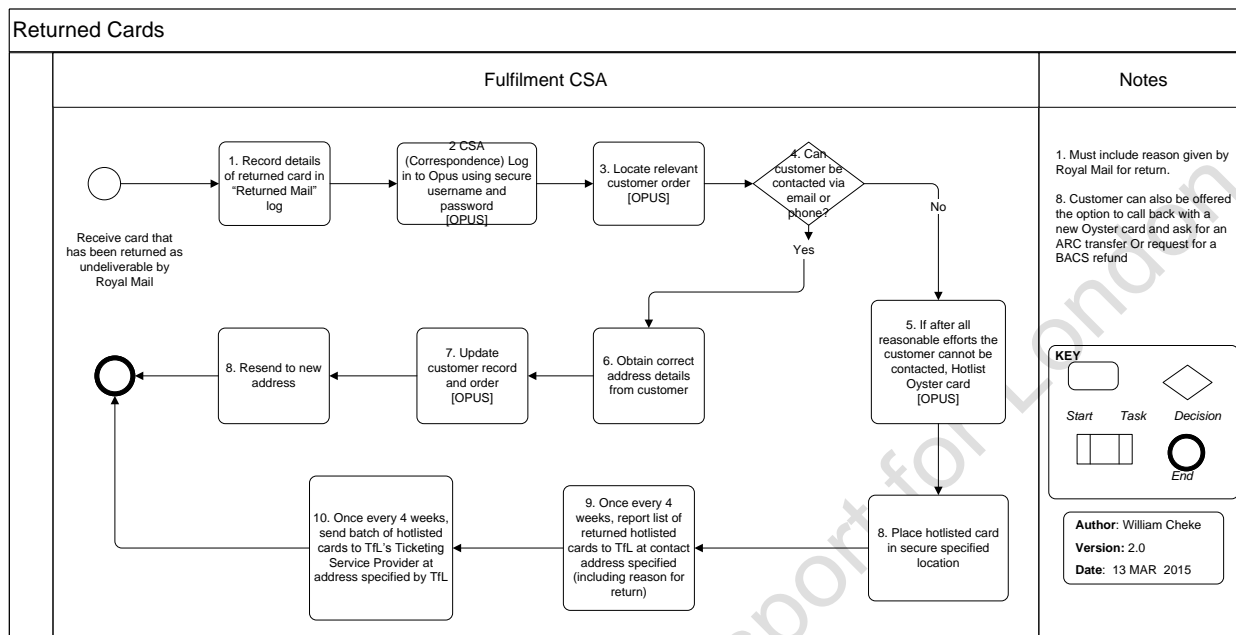 Returned Cards
Fulfilment CSA
Notes
Receive card that
has been returned as
undeliverable by
Royal Mail
1. Record details
of returned card in
“Returned Mail”
log
2 CSA
(Correspondence) Log
in to Opus using secure
username and
password
[OPUS]
3. Locate relevant
customer order
[OPUS]
4. Can
customer be
contacted via
email or
phone?
No
Yes
5. If after all
reasonable efforts the
customer cannot be
contacted, Hotlist
Oyster card
[OPUS]
6. Obtain correct
address details
from customer
7. Update
customer record
and order
[OPUS]
8. Resend to new
address
8. Place hotlisted card
in secure specified
location
9. Once every 4
weeks, report list of
returned hotlisted
cards to TfL at contact
address specified
(including reason for
return)
10. Once every 4 weeks,
send batch of hotlisted
cards to TfL’s Ticketing
Service Provider at
address specified by TfL
1. Must include reason given by
Royal Mail for return.
8. Customer can also be offered
the option to call back with a
new Oyster card and ask for an
ARC transfer Or request for a
BACS refund
KEY
Start Task Decision
End
Author: William Cheke
Version: 2.0
Date: 13 MAR 2015
sport for London